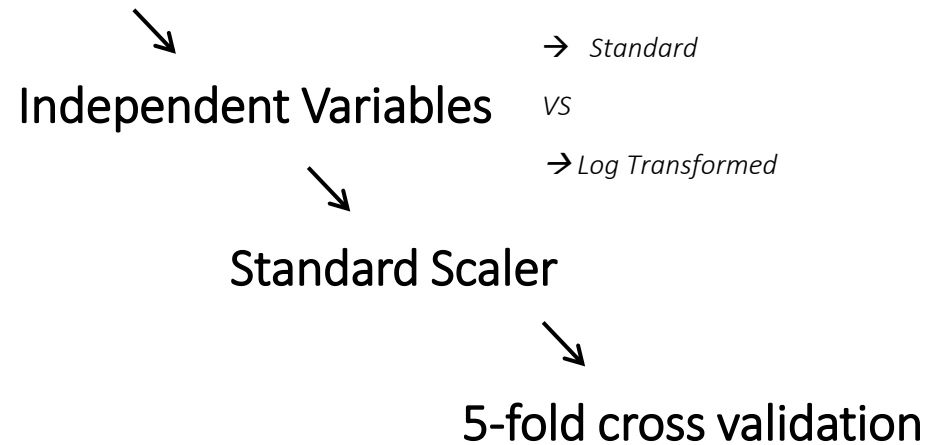 → Standard
Independent Variables
VS
→ Log Transformed
Standard Scaler
5-fold cross validation